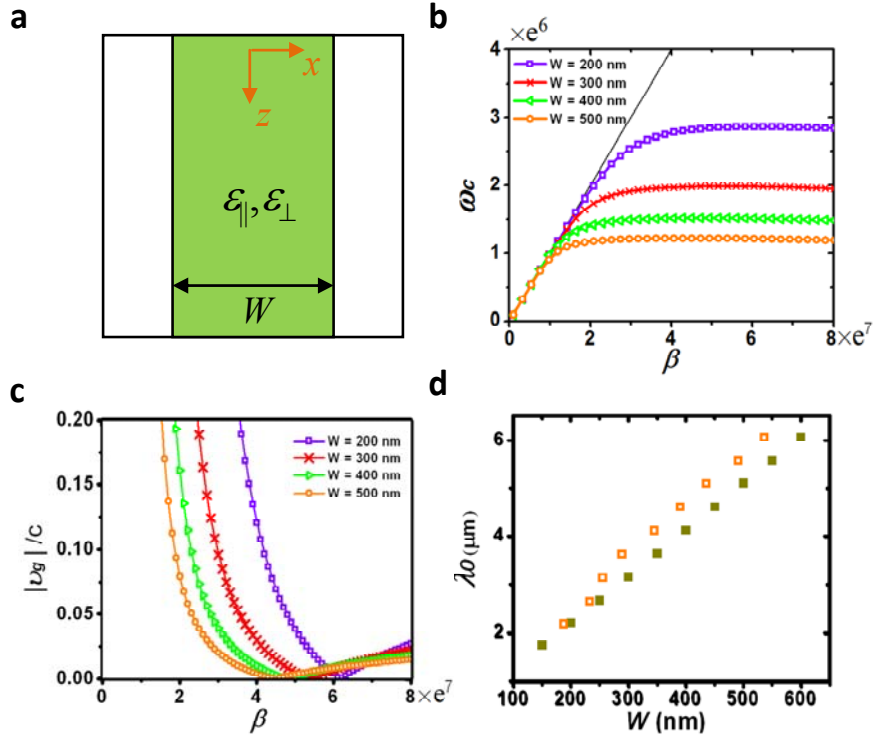 a
x
z
ε∥, ε⊥
W
b
×e⁶
4
3
2
1
0
ωc
W = 200 nm
W = 300 nm
W = 400 nm
W = 500 nm
0 2 4 6 8 ×e⁷
β
c
0.20
0.15
0.10
0.05
0.00
|υg|/c
W = 200 nm
W = 300 nm
W = 400 nm
W = 500 nm
0 2 4 6 8 ×e⁷
β
d
6
4
2
λo (μm)
100 200 300 400 500 600
W (nm)